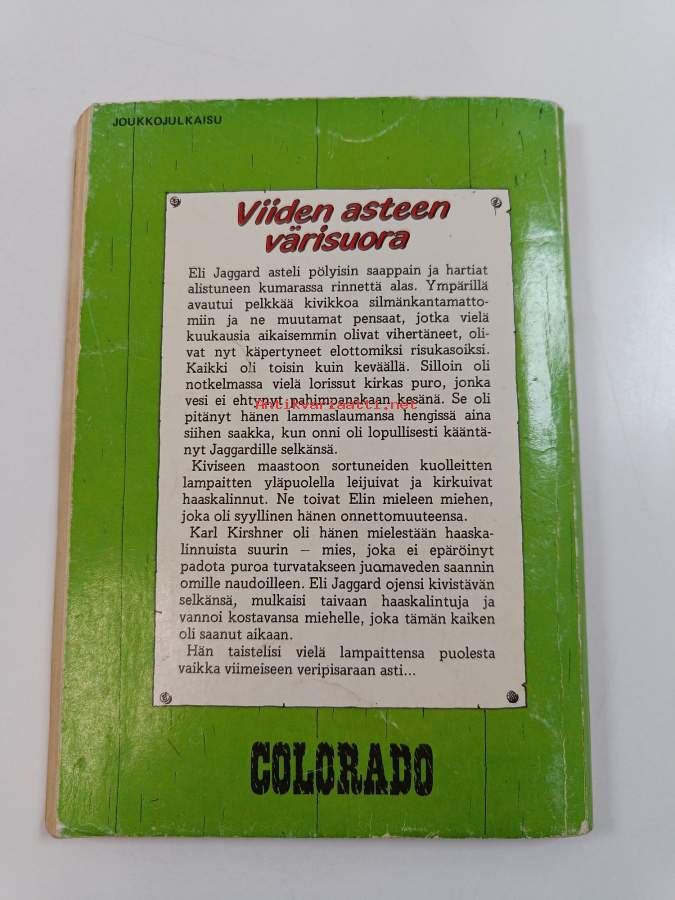 JOUKKOJULKAISU
Viiden asteen
värisuora
Eli Jaggard asteli pölyisin saappain ja hartiat
alistuneen kumarassa rinnettä alas. Ympärillä
avautui pelkkää kivikkoa silmänkantamatto-
miin ja ne muutamat pensaat, jotka vielä
kuukausia aikaisemmin olivat vihertäneet, oli-
vat nyt käpertyneet elottomiksi risukasoiksi.
Kaikki oli toisin kuin keväällä. Silloin oli
notkelmassa vielä lorissut kirkas puro, jonka
vesi ei ehtynyt pahimpanakaan kesänä. Se oli
Antikvariaatti.net
pitänyt hänen lammaslaumansa hengissä aina
siihen saakka, kun onni oli lopullisesti kääntä-
nyt Jaggardille selkänsä.
Kiviseen maastoon sortuneiden kuolleitten
lampaitten yläpuolella leijuivat ja kirkuivat
haaskalinnut. Ne toivat Elin mieleen miehen,
joka oli syyllinen hänen onnettomuuteensa.
Karl Kirshner oli hänen mielestään haaska-
linnuista suurin – mies, joka ei epäröinyt
padota puroa turvatakseen juomaveden saannin
omille naudoilleen. Eli Jaggard ojensi kivistävän
selkänsä, mulkaisi taivaan haaskalintuja ja
vannoi kostavansa miehelle, joka tämän kaiken
oli saanut aikaan.
Hän taistelisi vielä lampaittensa puolesta
vaikka viimeiseen veripisaraan asti...
COLORADO